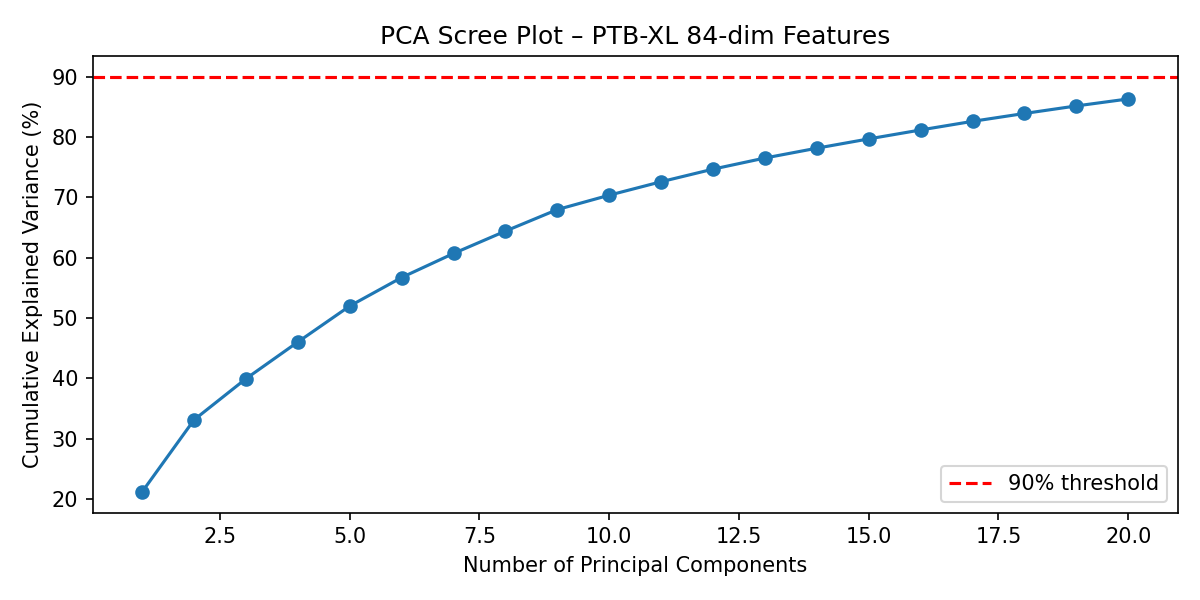 PCA Scree Plot – PTB-XL 84-dim Features
Cumulative Explained Variance (%)
90
80
70
60
50
40
30
20
90% threshold
2.5 5.0 7.5 10.0 12.5 15.0 17.5 20.0
Number of Principal Components